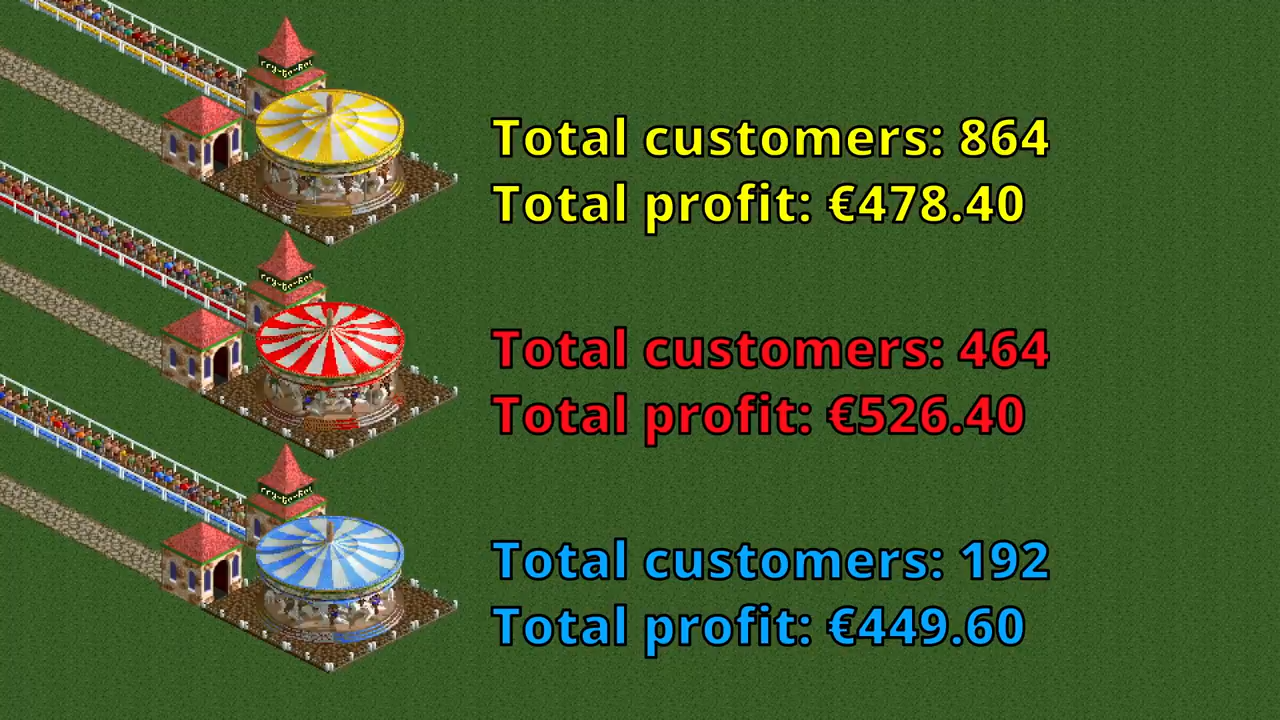 Total customers: 864
Total profit: €478.40
Total customers: 464
Total profit: €526.40
Total customers: 192
Total profit: €449.60